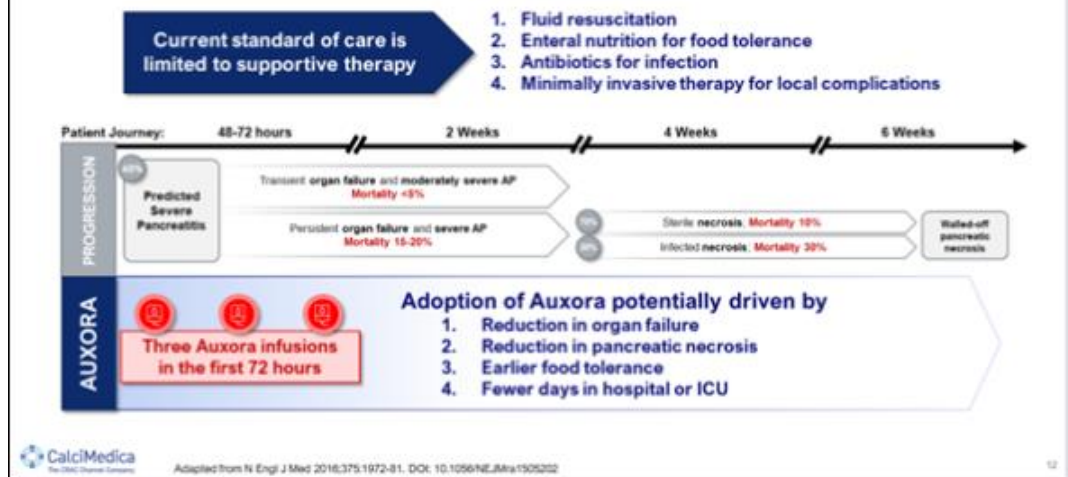 Current standard of care is
limited to supportive therapy
1. Fluid resuscitation
2. Enteral nutrition for food tolerance
3. Antibiotics for infection
4. Minimally invasive therapy for local complications
Patient Journey: 48-72 hours 2 Weeks 4 Weeks 6 Weeks
PROGRESSION
Predicted
Severe
Pancreatitis
Transient organ failure and moderately severe AP
Mortality <5%
Persistent organ failure and severe AP
Mortality 15-20%
Sterile necrosis, Mortality 10%
Infected necrosis, Mortality 30%
Walled-off
pancreatic
necrosis
AUXORA
Three Auxora infusions
in the first 72 hours
Adoption of Auxora potentially driven by
1. Reduction in organ failure
2. Reduction in pancreatic necrosis
3. Earlier food tolerance
4. Fewer days in hospital or ICU
CalciMedica
The CRAC Channel Company
Adapted from N Engl J Med 2016;375:1972-81. DOI: 10.1056/NEJMra1505202
12